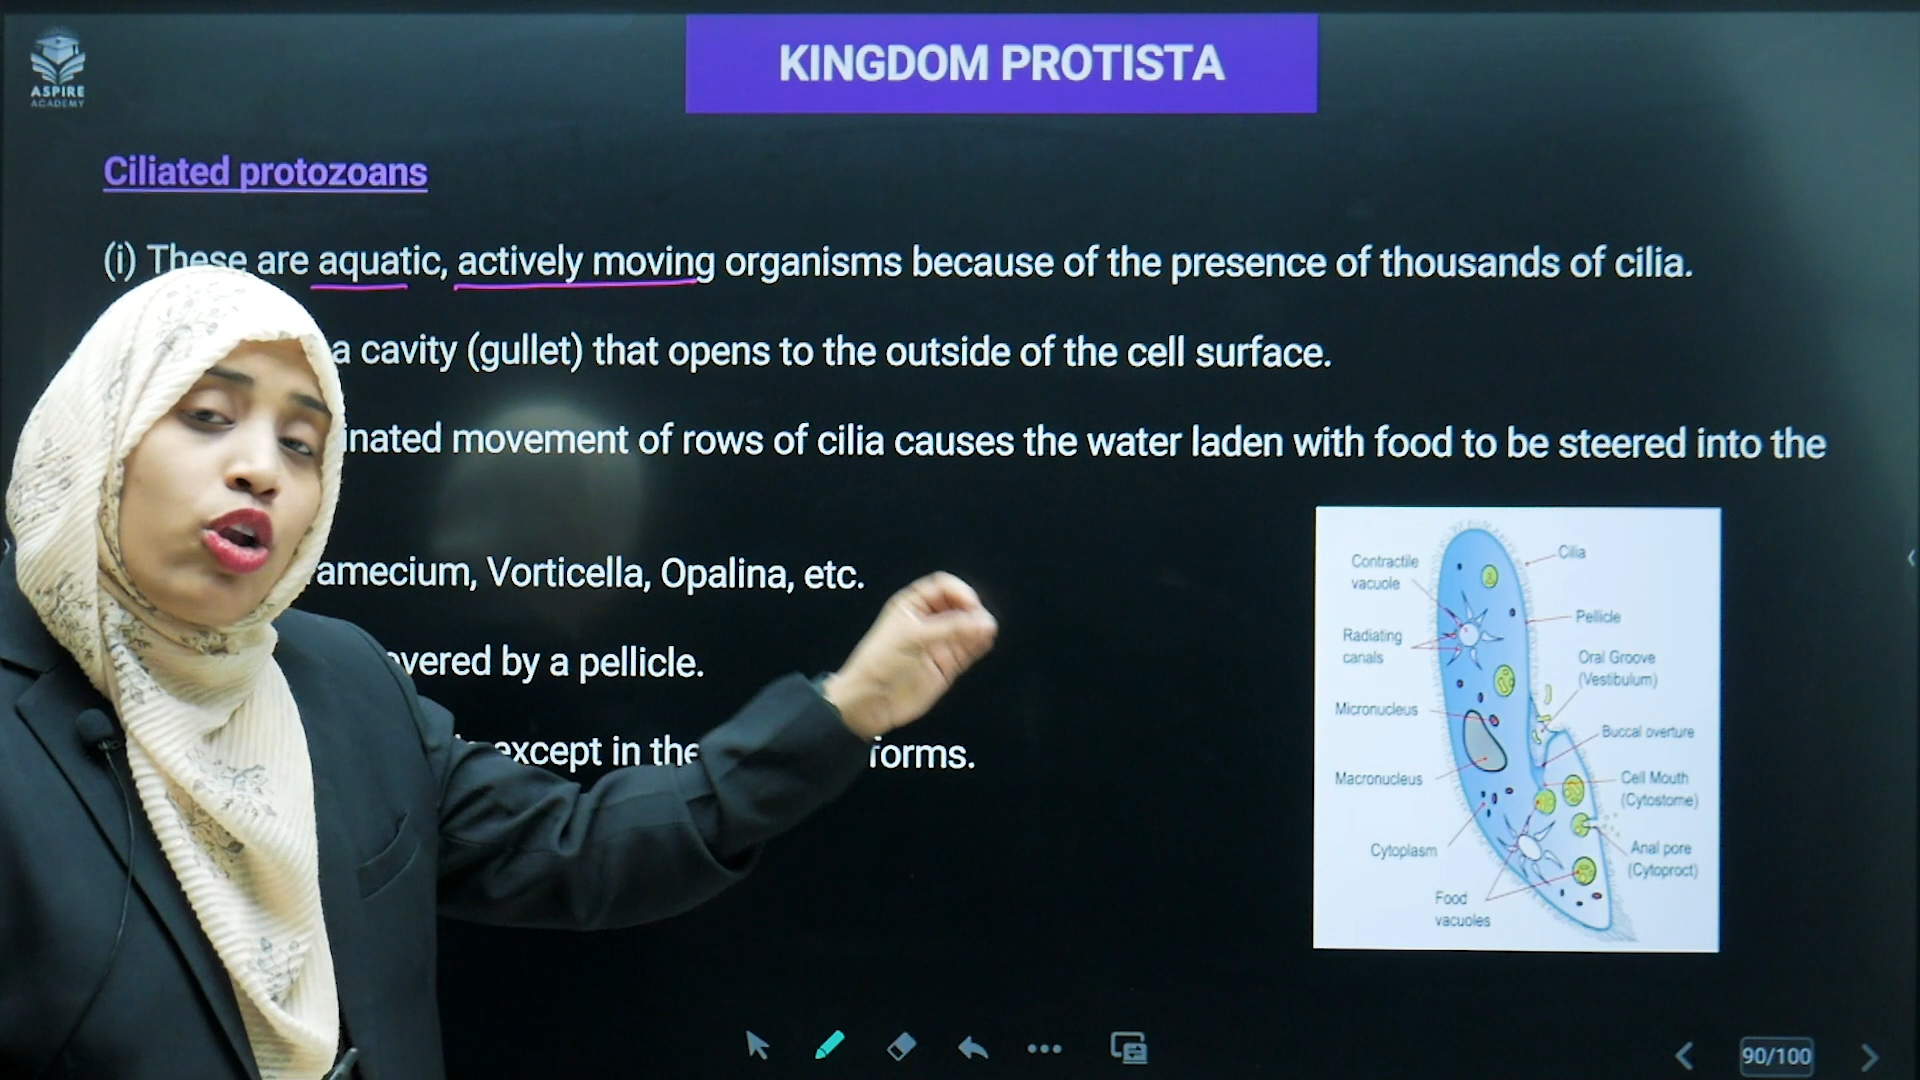 ASPIRE
ACADEMY
KINGDOM PROTISTA
Ciliated protozoans
(i) These are aquatic, actively moving organisms because of the presence of thousands of cilia.
a cavity (gullet) that opens to the outside of the cell surface.
inated movement of rows of cilia causes the water laden with food to be steered into the
amecium, Vorticella, Opalina, etc.
vered by a pellicle.
except in the forms.
Contractile
vacuole
Radiating
canals
Micronucleus
Macronucleus
Cytoplasm
Food
vacuoles
Cilia
Pellicle
Oral Groove
(Vestibulum)
Buccal overture
Cell Mouth
(Cytostome)
Anal pore
(Cytoproct)
90/100